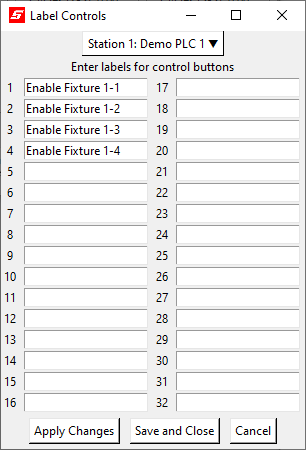 Label Controls
Station 1: Demo PLC 1 ▼
Enter labels for control buttons
1 Enable Fixture 1-1 17
2 Enable Fixture 1-2 18
3 Enable Fixture 1-3 19
4 Enable Fixture 1-4 20
5 21
6 22
7 23
8 24
9 25
10 26
11 27
12 28
13 29
14 30
15 31
16 32
Apply Changes Save and Close Cancel